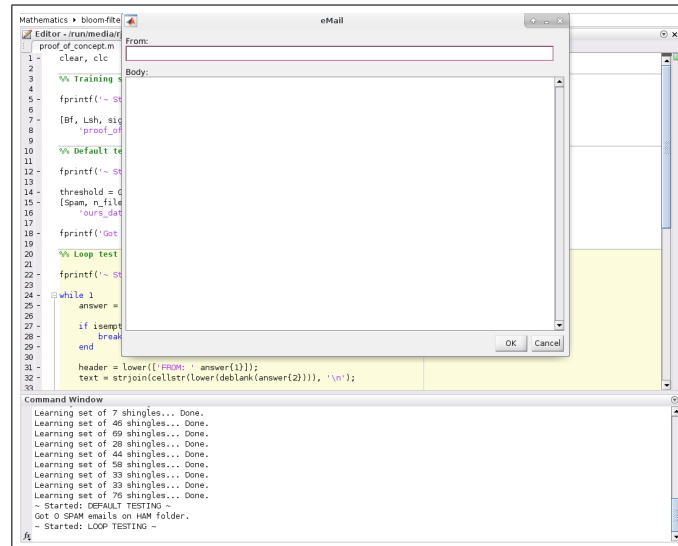 Mathematics ▸ bloom-filte
eMail
Editor - /run/media/rj
proof_of_concept.m
From:
Body:
1 - clear, clc
2
3 %% Training s
4
5 - fprintf('~ St
6
7 - [Bf, Lsh, sig
8 'proof_of
9
10 %% Default te
11
12 - fprintf('~ St
13
14 - threshold = 0
15 - [Spam, n_file
16 'ours_dat
17
18 - fprintf('Got
19
20 %% Loop test
21
22 - fprintf('~ St
23
24 - while 1
25 - answer =
26
27 - if isempt
28 - break
29 - end
30
31 - header = lower(['FROM: ' answer{1}]);
32 - text = strjoin(cellstr(lower(deblank(answer{2}))), '\n');
33
OK Cancel
Command Window
Learning set of 7 shingles... Done.
Learning set of 46 shingles... Done.
Learning set of 69 shingles... Done.
Learning set of 28 shingles... Done.
Learning set of 44 shingles... Done.
Learning set of 58 shingles... Done.
Learning set of 33 shingles... Done.
Learning set of 33 shingles... Done.
Learning set of 76 shingles... Done.
~ Started: DEFAULT TESTING ~
Got 0 SPAM emails on HAM folder.
~ Started: LOOP TESTING ~
fx